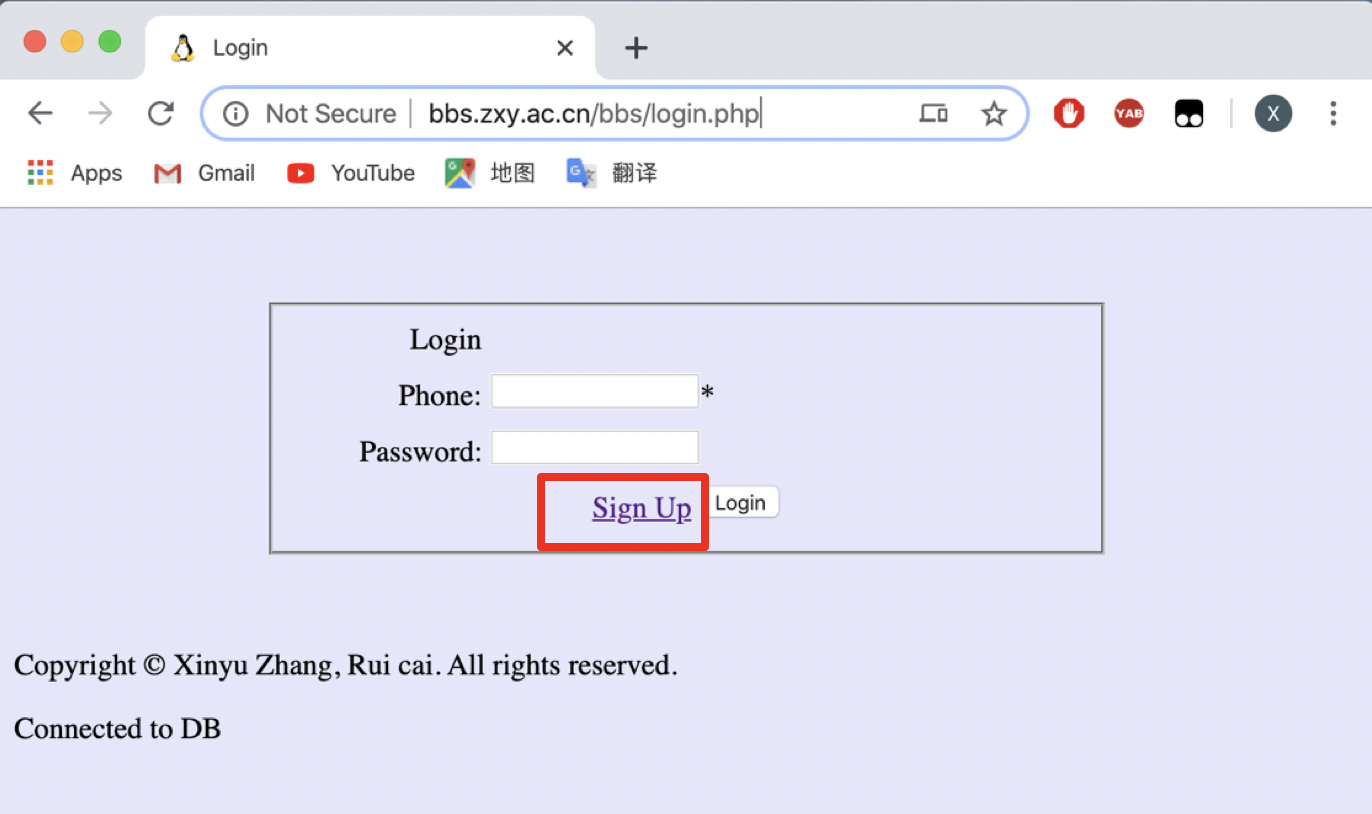 Login
Not Secure | bbs.zxy.ac.cn/bbs/login.php
YAB
X
Apps Gmail YouTube 地图 翻译
Login
Phone: *
Password:
Sign Up Login
Copyright © Xinyu Zhang, Rui cai. All rights reserved.
Connected to DB